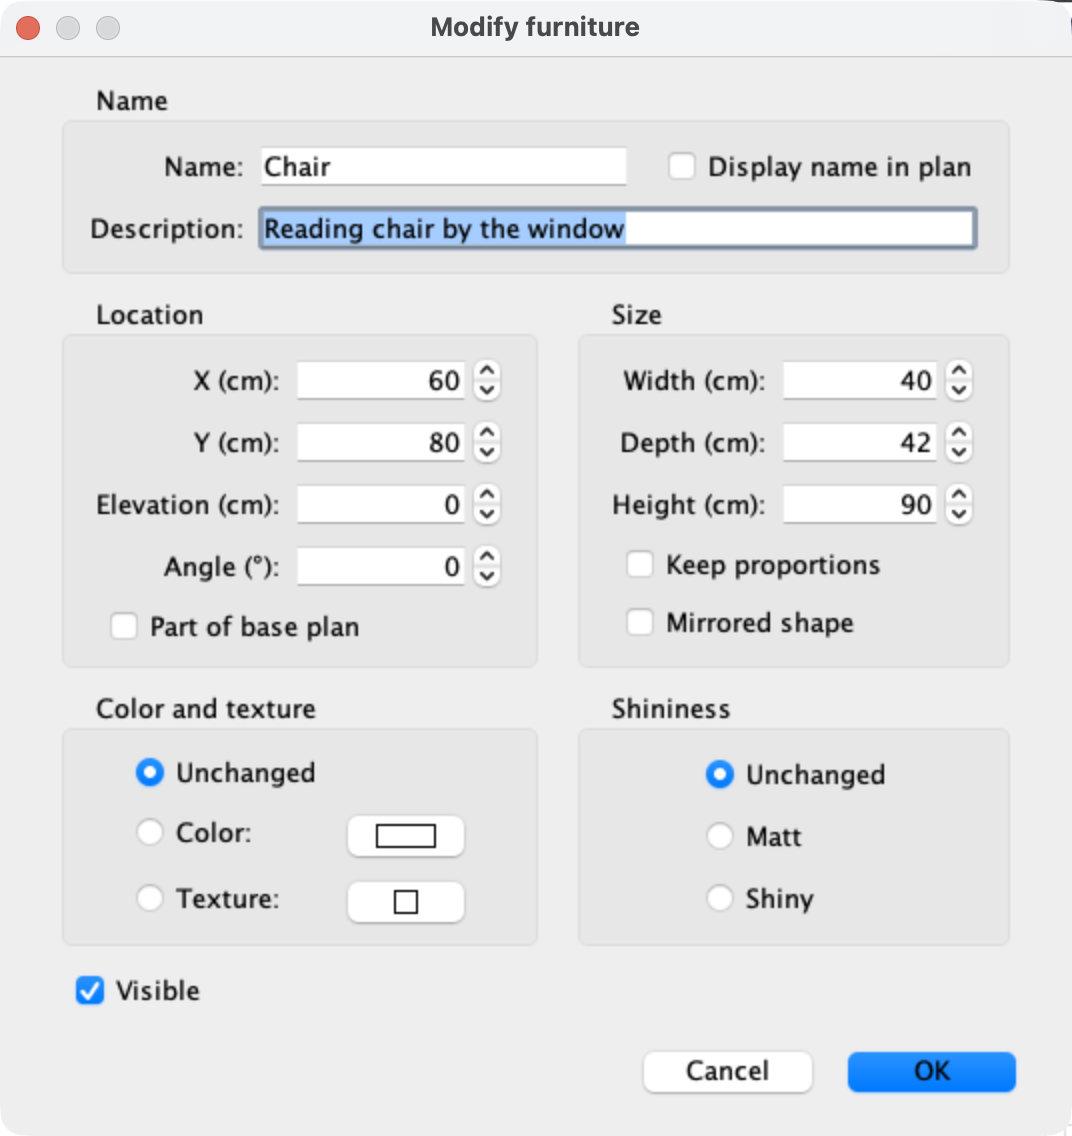 Modify furniture
Name
Name: Chair Display name in plan
Description: Reading chair by the window
Location
X (cm): 60
Y (cm): 80
Elevation (cm): 0
Angle (°): 0
Part of base plan
Size
Width (cm): 40
Depth (cm): 42
Height (cm): 90
Keep proportions
Mirrored shape
Color and texture
Unchanged
Color:
Texture:
Shininess
Unchanged
Matt
Shiny
Visible
Cancel OK